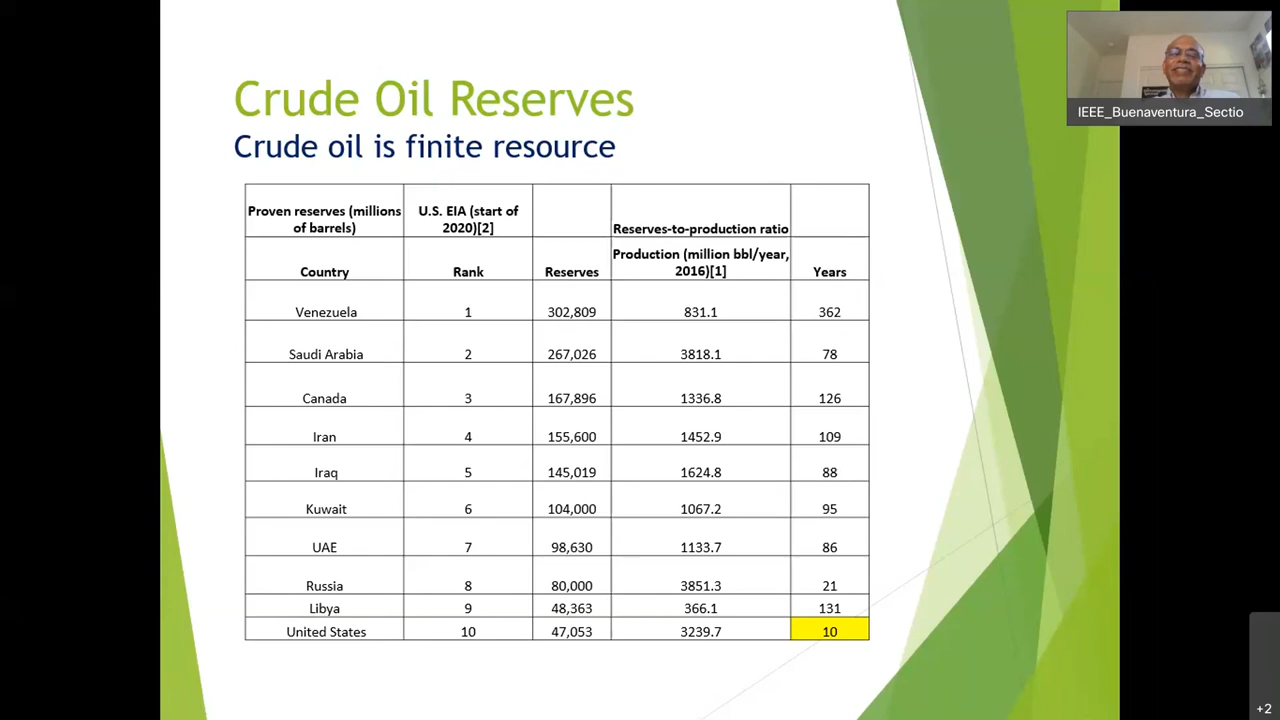 Crude Oil Reserves
Crude oil is finite resource
IEEE_Buenaventura_Sectio
Proven reserves (millions of barrels) U.S. EIA (start of 2020)[2] Reserves-to-production ratio
Country Rank Reserves Production (million bbl/year, 2016)[1] Years
Venezuela 1 302,809 831.1 362
Saudi Arabia 2 267,026 3818.1 78
Canada 3 167,896 1336.8 126
Iran 4 155,600 1452.9 109
Iraq 5 145,019 1624.8 88
Kuwait 6 104,000 1067.2 95
UAE 7 98,630 1133.7 86
Russia 8 80,000 3851.3 21
Libya 9 48,363 366.1 131
United States 10 47,053 3239.7 10
+2